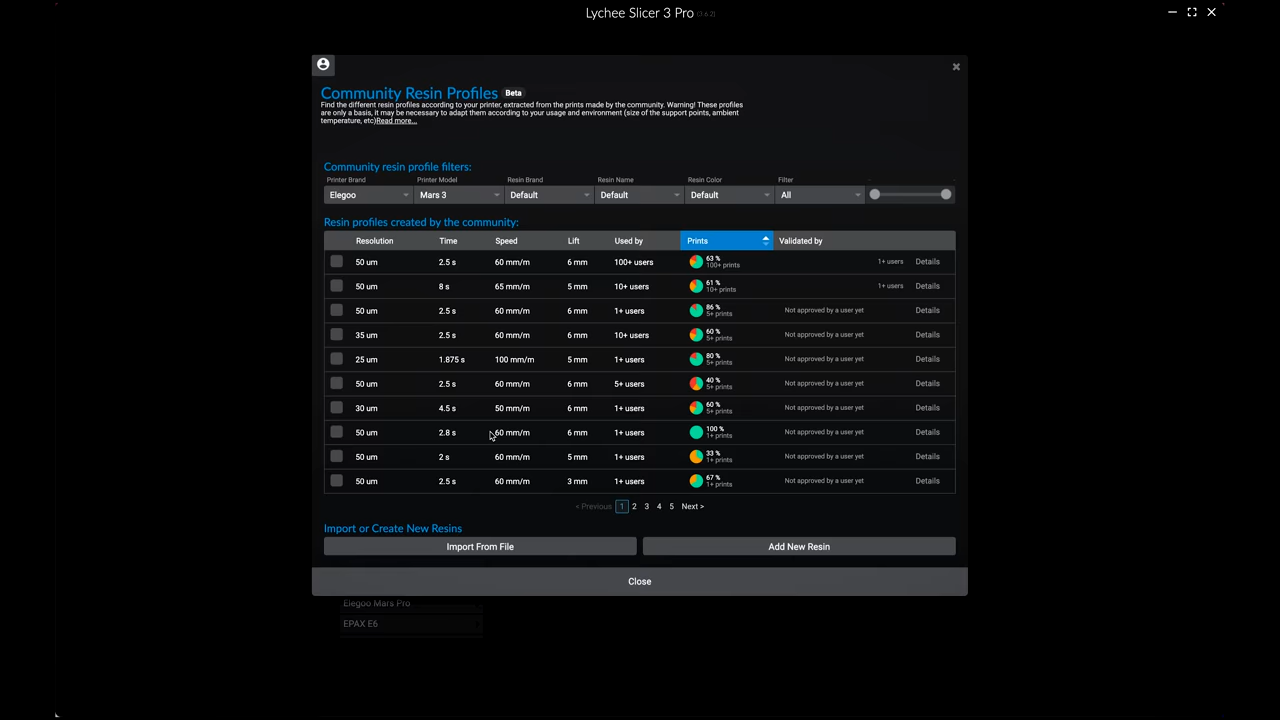 Lychee Slicer 3 Pro (3.6.2)
Community Resin Profiles Beta
Find the different resin profiles according to your printer, extracted from the prints made by the community. Warning! These profiles
are only a basis, it may be necessary to adapt them according to your usage and environment (size of the support points, ambient
temperature, etc)Read more...
Community resin profile filters:
Printer Brand Printer Model Resin Brand Resin Name Resin Color Filter
Elegoo Mars 3 Default Default Default All
Resin profiles created by the community:
Resolution Time Speed Lift Used by Prints Validated by
50 um 2.5 s 60 mm/m 6 mm 100+ users 63 % 100+ prints 1+ users Details
50 um 8 s 65 mm/m 5 mm 10+ users 61 % 10+ prints 1+ users Details
50 um 2.5 s 60 mm/m 6 mm 1+ users 86 % 5+ prints Not approved by a user yet Details
35 um 2.5 s 60 mm/m 6 mm 10+ users 60 % 5+ prints Not approved by a user yet Details
25 um 1.875 s 100 mm/m 5 mm 1+ users 80 % 5+ prints Not approved by a user yet Details
50 um 2.5 s 60 mm/m 6 mm 5+ users 40 % 5+ prints Not approved by a user yet Details
30 um 4.5 s 50 mm/m 6 mm 1+ users 60 % 5+ prints Not approved by a user yet Details
50 um 2.8 s 60 mm/m 6 mm 1+ users 100 % 1+ prints Not approved by a user yet Details
50 um 2 s 60 mm/m 5 mm 1+ users 33 % 1+ prints Not approved by a user yet Details
50 um 2.5 s 60 mm/m 3 mm 1+ users 67 % 1+ prints Not approved by a user yet Details
< Previous 1 2 3 4 5 Next >
Import or Create New Resins
Import From File Add New Resin
Close
Elegoo Mars Pro
EPAX E6